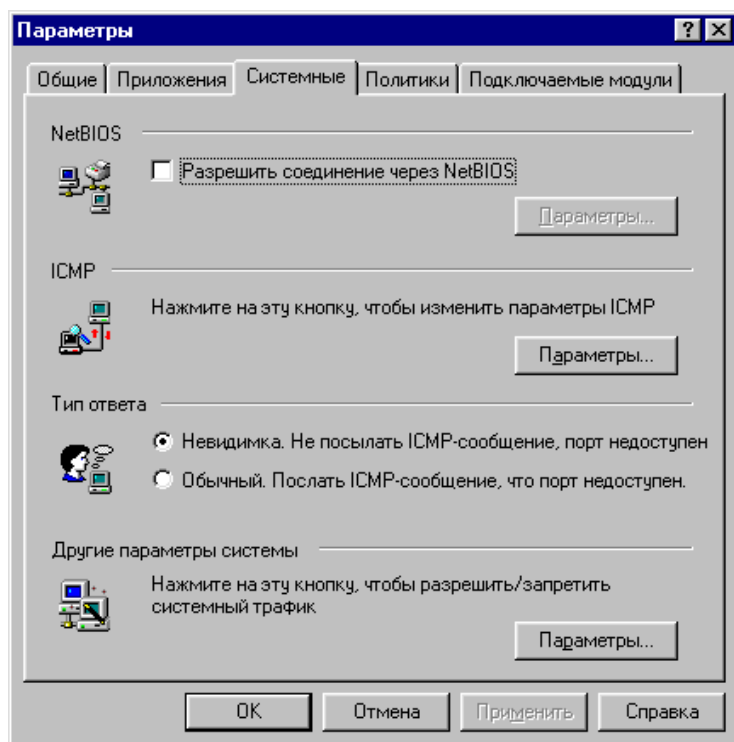 Параметры
Общие Приложения Системные Политики Подключаемые модули
NetBIOS
Разрешить соединение через NetBIOS
Параметры...
ICMP
Нажмите на эту кнопку, чтобы изменить параметры ICMP
Параметры...
Тип ответа
Невидимка. Не посылать ICMP-сообщение, порт недоступен
Обычный. Послать ICMP-сообщение, что порт недоступен.
Другие параметры системы
Нажмите на эту кнопку, чтобы разрешить/запретить
системный трафик
Параметры...
OK Отмена Применить Справка